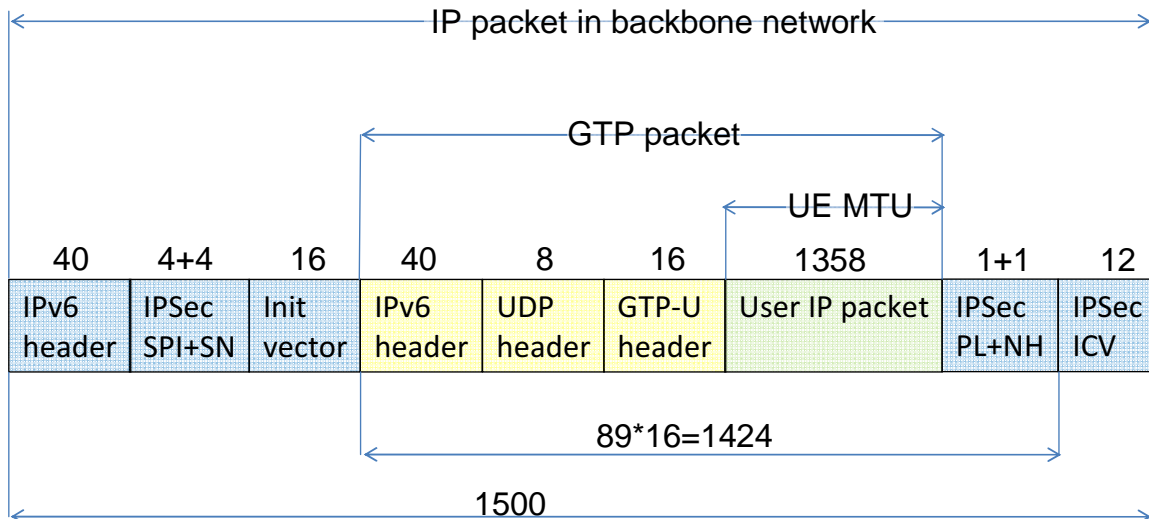 IP packet in backbone network
GTP packet
UE MTU
40 4+4 16 40 8 16 1358 1+1 12
IPv6 IPSec Init IPv6 UDP GTP-U User IP packet IPSec IPSec
header SPI+SN vector header header header PL+NH ICV
89*16=1424
1500